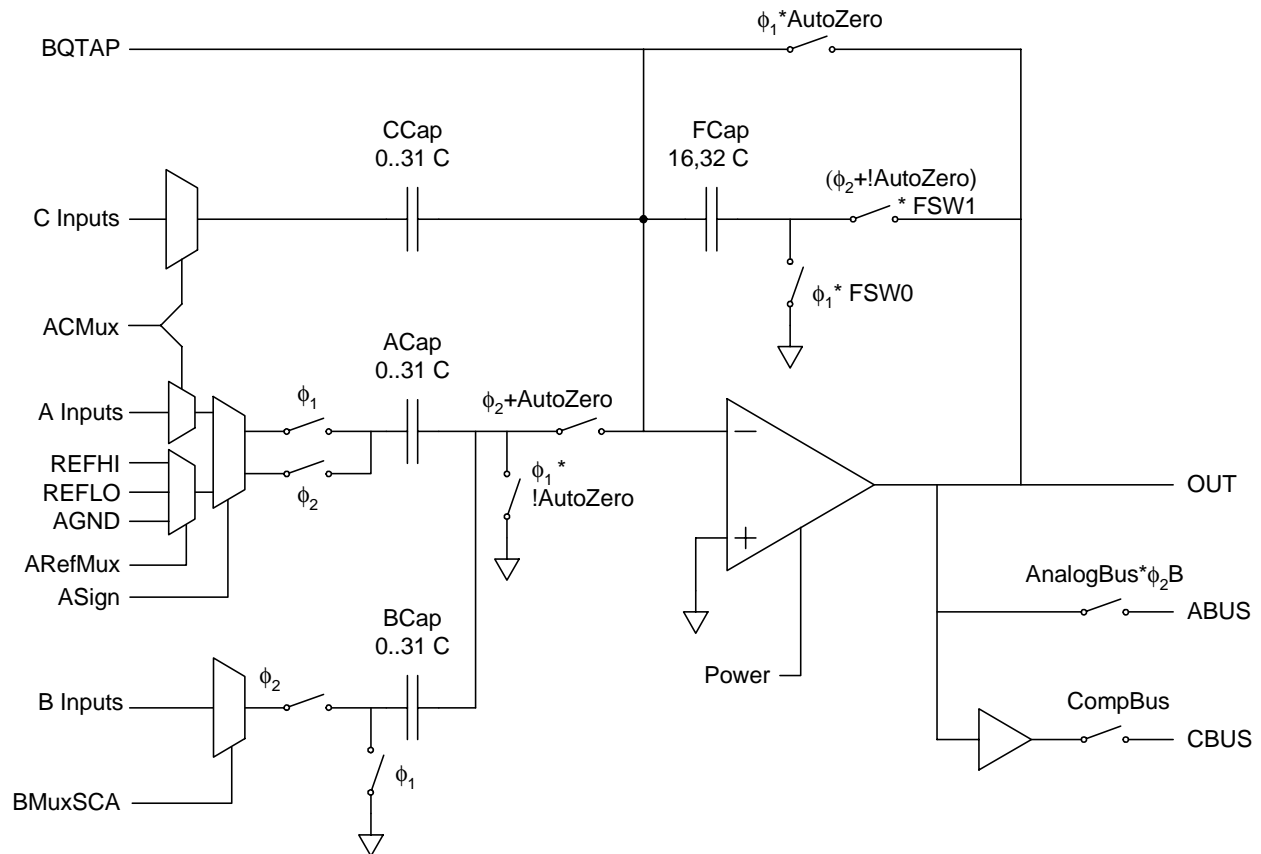 ϕ1*AutoZero
BQTAP
CCap
0..31 C
FCap
16,32 C
(ϕ2+!AutoZero)
* FSW1
C Inputs
ϕ1* FSW0
ACMux
ACap
0..31 C
ϕ1
ϕ2+AutoZero
A Inputs
REFHI
REFLO
AGND
ϕ2
ϕ1*
!AutoZero
OUT
ARefMux
ASign
AnalogBus*ϕ2B
ABUS
BCap
0..31 C
Power
ϕ2
B Inputs
CompBus
CBUS
ϕ1
BMuxSCA